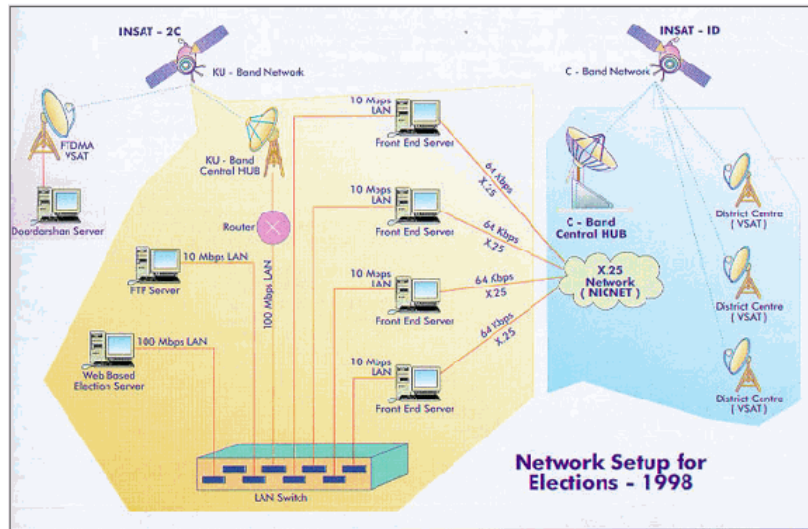 INSAT - 2C
KU - Band Network
INSAT - ID
C - Band Network
FTDMA
VSAT
Doordarshan Server
KU - Band
Central HUB
Router
100 Mbps LAN
FTF Server
10 Mbps LAN
Web Based
Election Server
100 Mbps LAN
10 Mbps
LAN
Front End Server
10 Mbps
LAN
Front End Server
10 Mbps
LAN
Front End Server
10 Mbps
LAN
Front End Server
64 Kbps
X.25
64 Kbps
X.25
64 Kbps
X.25
64 Kbps
X.25
C - Band
Central HUB
X.25
Network
( NICNET )
District Centre
( VSAT )
District Centre
( VSAT )
District Centre
( VSAT )
LAN Switch
Network Setup for
Elections - 1998